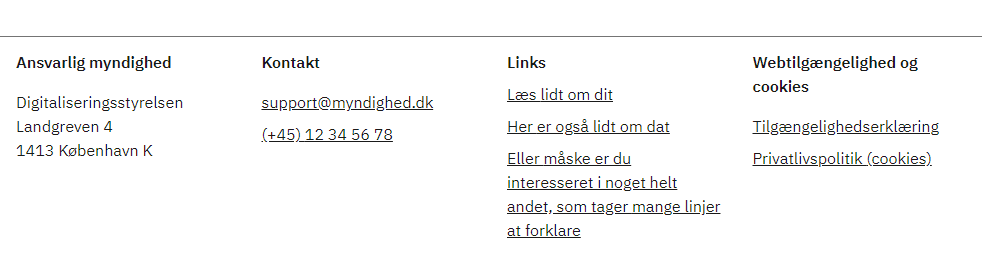 Ansvarlig myndighed
Digitaliseringsstyrelsen
Landgreven 4
1413 København K
Kontakt
support@myndighed.dk
(+45) 12 34 56 78
Links
Læs lidt om dit
Her er også lidt om dat
Eller måske er du
interesseret i noget helt
andet, som tager mange linjer
at forklare
Webtilgængelighed og
cookies
Tilgængelighedserklæring
Privatlivspolitik (cookies)